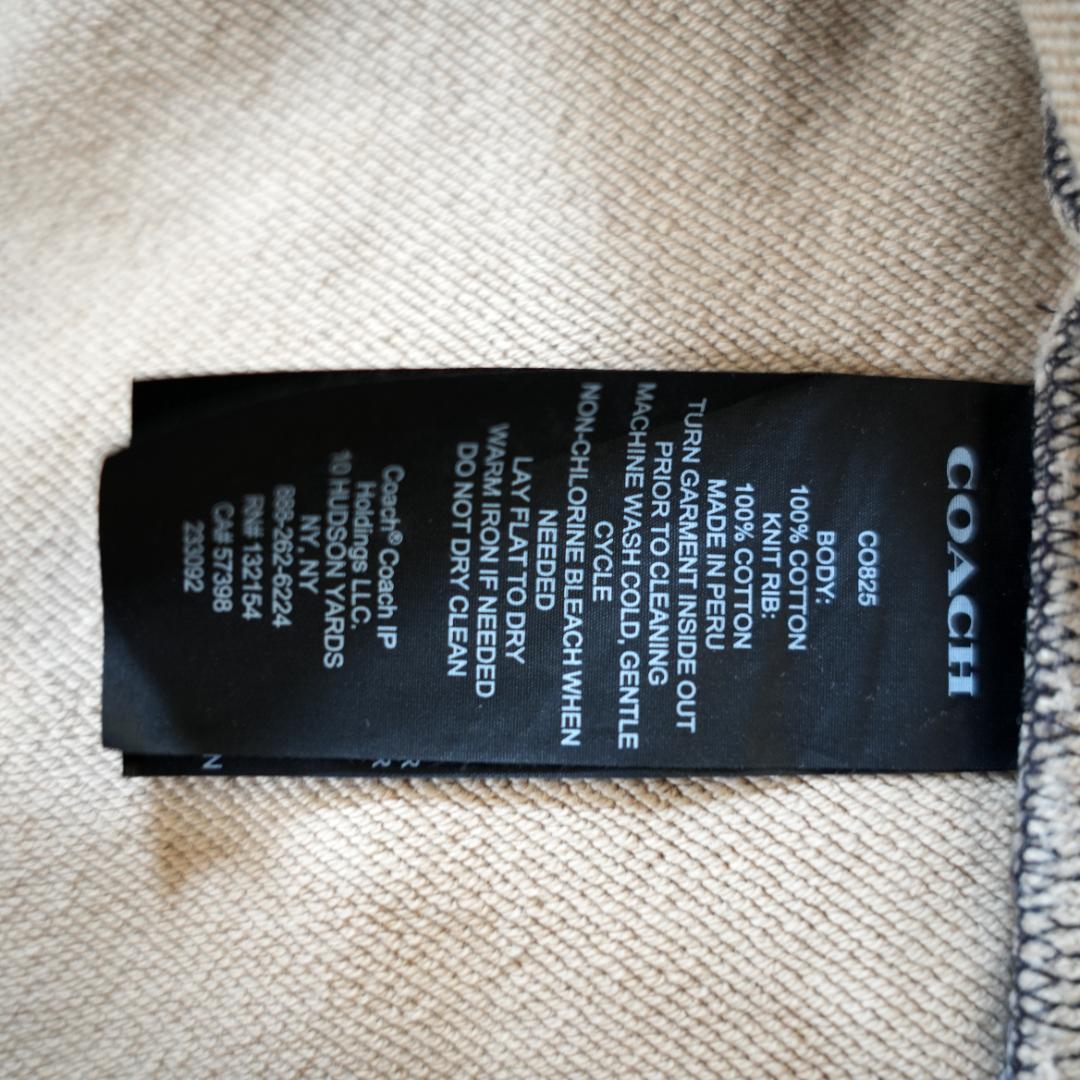 COACH
CO825
BODY:
100% COTTON
KNIT RIB:
100% COTTON
MADE IN PERU
TURN GARMENT INSIDE OUT
PRIOR TO CLEANING
MACHINE WASH COLD, GENTLE
CYCLE
NON-CHLORINE BLEACH WHEN
NEEDED
LAY FLAT TO DRY
WARM IRON IF NEEDED
DO NOT DRY CLEAN
Coach® Coach IP
Holdings LLC.
10 HUDSON YARDS
NY, NY
888-262-6224
RN# 132154
CA# 57398
233092